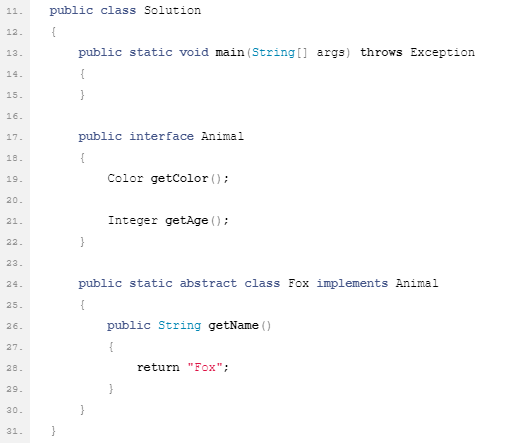 11. public class Solution
12. {
13. public static void main(String[] args) throws Exception
14. {
15. }
16.
17. public interface Animal
18. {
19. Color getColor();
20.
21. Integer getAge();
22. }
23.
24. public static abstract class Fox implements Animal
25. {
26. public String getName()
27. {
28. return "Fox";
29. }
30. }
31. }